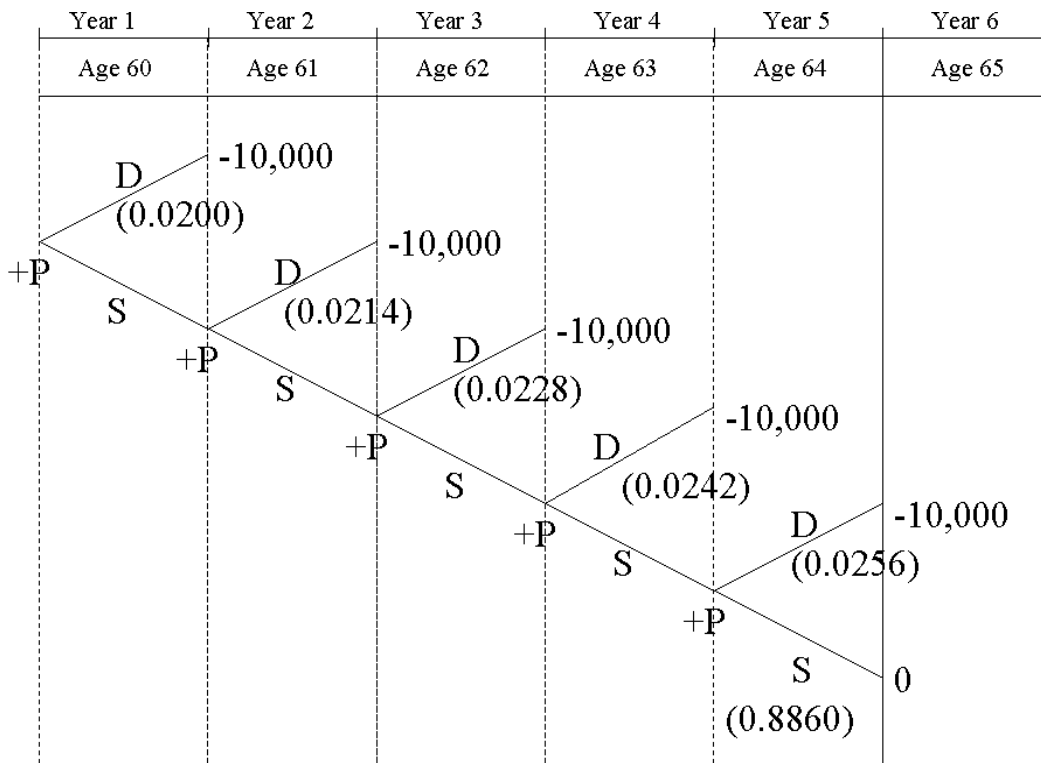 Year 1 Year 2 Year 3 Year 4 Year 5 Year 6
Age 60 Age 61 Age 62 Age 63 Age 64 Age 65
-10,000
D
(0.0200)
-10,000
+P
D
S
(0.0214)
-10,000
+P
D
S
(0.0228)
-10,000
+P
D
S
(0.0242)
-10,000
+P
D
S
(0.0256)
+P
S
0
(0.8860)